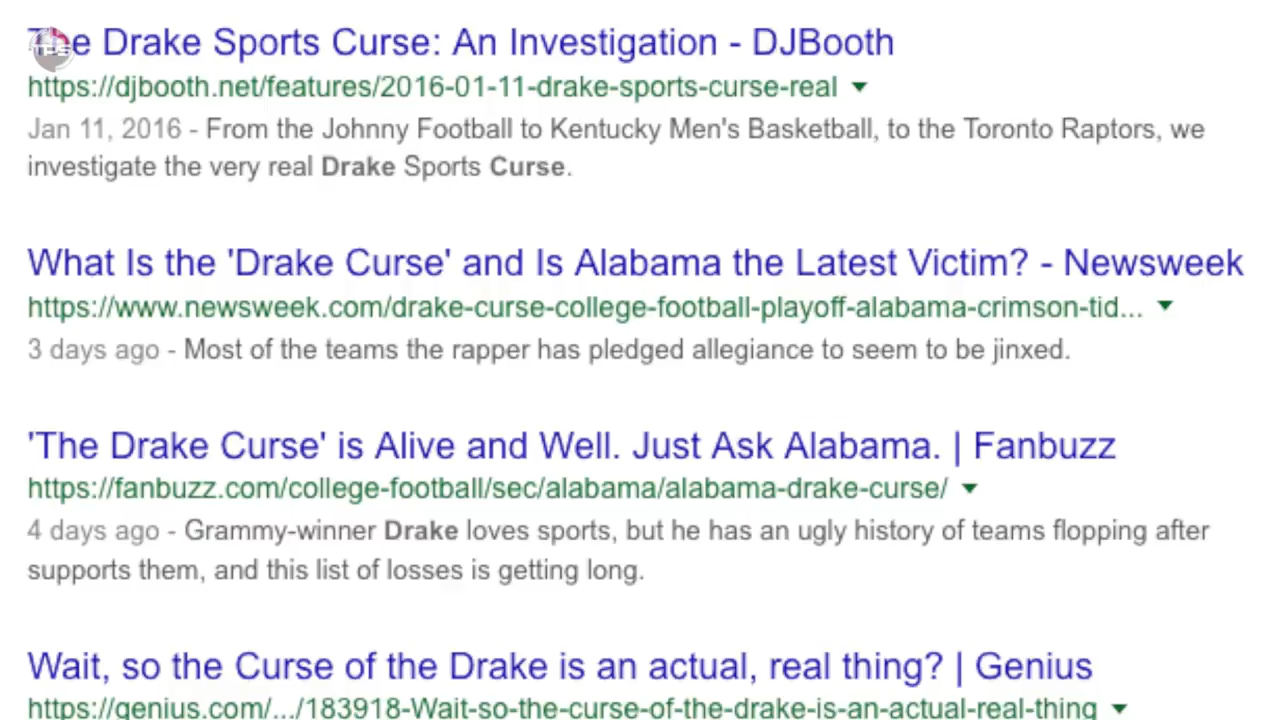 The Drake Sports Curse: An Investigation - DJBooth
https://djbooth.net/features/2016-01-11-drake-sports-curse-real
Jan 11, 2016 - From the Johnny Football to Kentucky Men's Basketball, to the Toronto Raptors, we
investigate the very real Drake Sports Curse.
What Is the 'Drake Curse' and Is Alabama the Latest Victim? - Newsweek
https://www.newsweek.com/drake-curse-college-football-playoff-alabama-crimson-tid...
3 days ago - Most of the teams the rapper has pledged allegiance to seem to be jinxed.
'The Drake Curse' is Alive and Well. Just Ask Alabama. | Fanbuzz
https://fanbuzz.com/college-football/sec/alabama/alabama-drake-curse/
4 days ago - Grammy-winner Drake loves sports, but he has an ugly history of teams flopping after
supports them, and this list of losses is getting long.
Wait, so the Curse of the Drake is an actual, real thing? | Genius
https://genius.com/.../183918-Wait-so-the-curse-of-the-drake-is-an-actual-real-thing